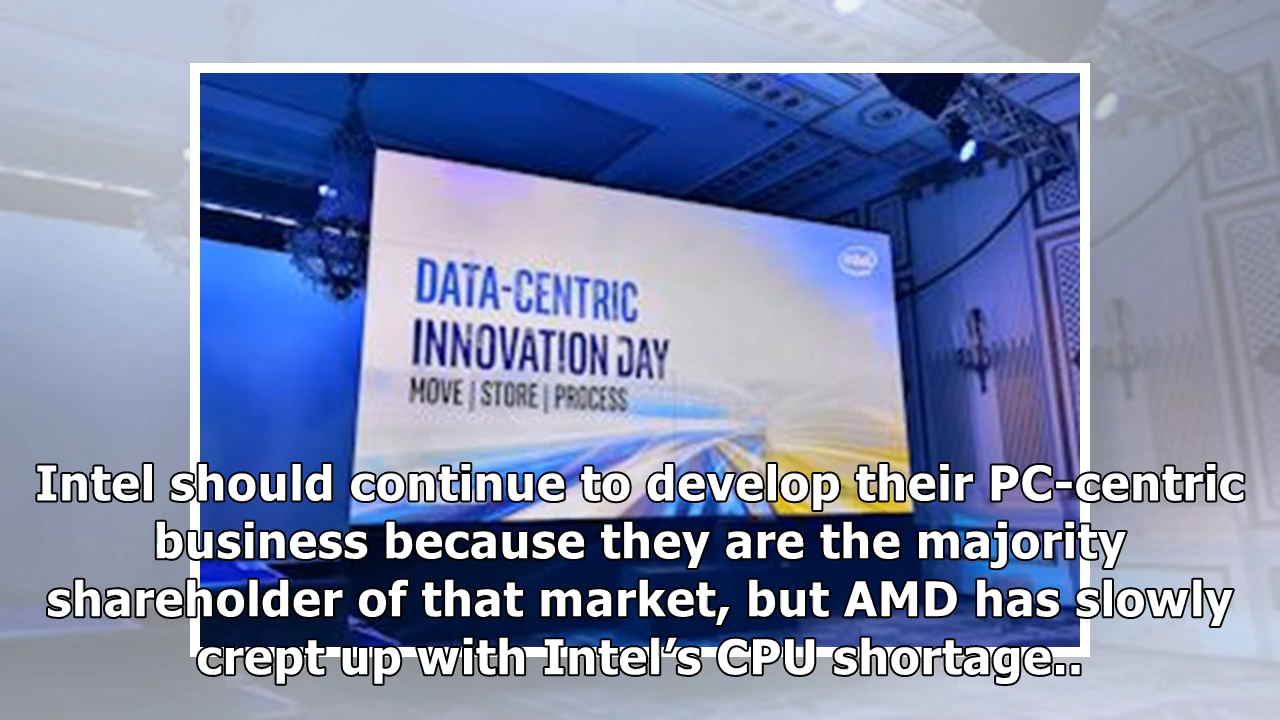 intel
DATA-CENTRIC
INNOVATION DAY
MOVE | STORE | PROCESS
Intel should continue to develop their PC-centric
business because they are the majority
shareholder of that market, but AMD has slowly
crept up with Intel’s CPU shortage..